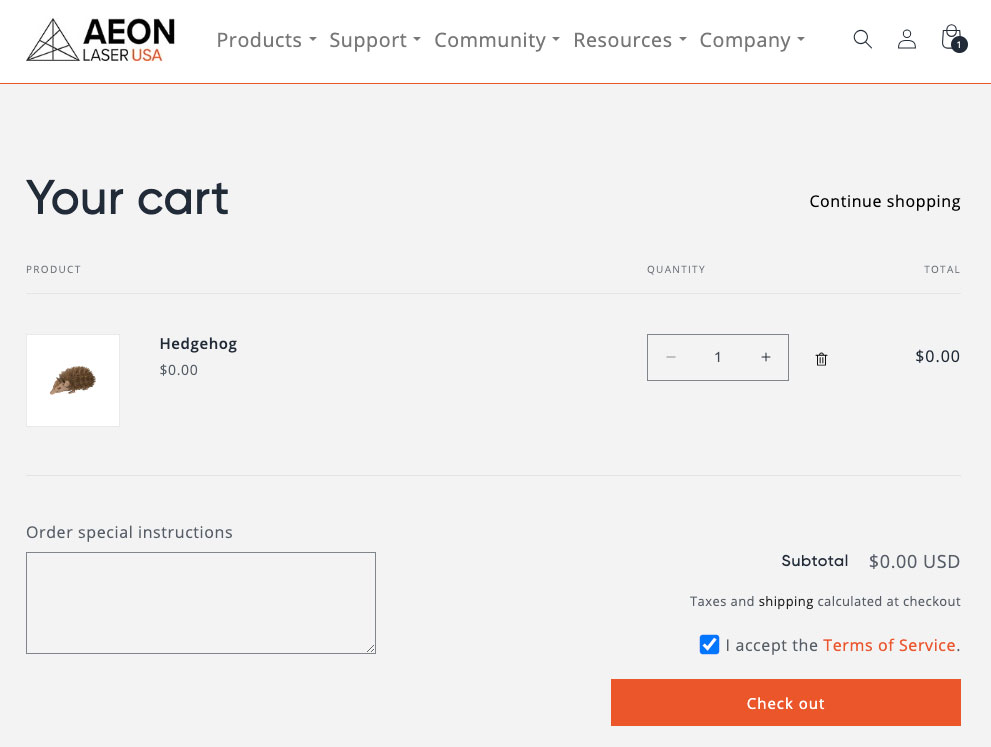 AEON
LASER USA
Products Support Community Resources Company
1
Your cart
Continue shopping
PRODUCT QUANTITY TOTAL
Hedgehog
$0.00
1
$0.00
Order special instructions
Subtotal $0.00 USD
Taxes and shipping calculated at checkout
I accept the Terms of Service.
Check out